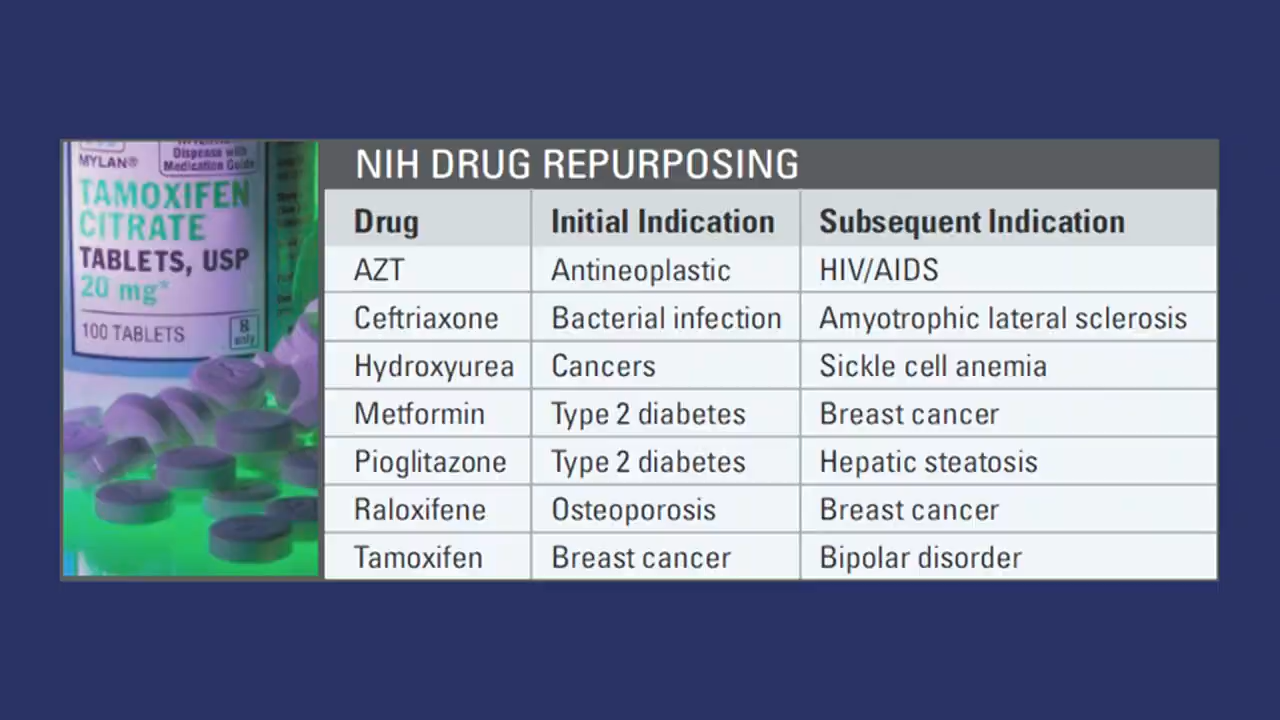 Dispense with
Medication Guide
MYLAN®
TAMOXIFEN
CITRATE
TABLETS, USP
20 mg*
100 TABLETS
only
NIH DRUG REPURPOSING
Drug Initial Indication Subsequent Indication
AZT Antineoplastic HIV/AIDS
Ceftriaxone Bacterial infection Amyotrophic lateral sclerosis
Hydroxyurea Cancers Sickle cell anemia
Metformin Type 2 diabetes Breast cancer
Pioglitazone Type 2 diabetes Hepatic steatosis
Raloxifene Osteoporosis Breast cancer
Tamoxifen Breast cancer Bipolar disorder